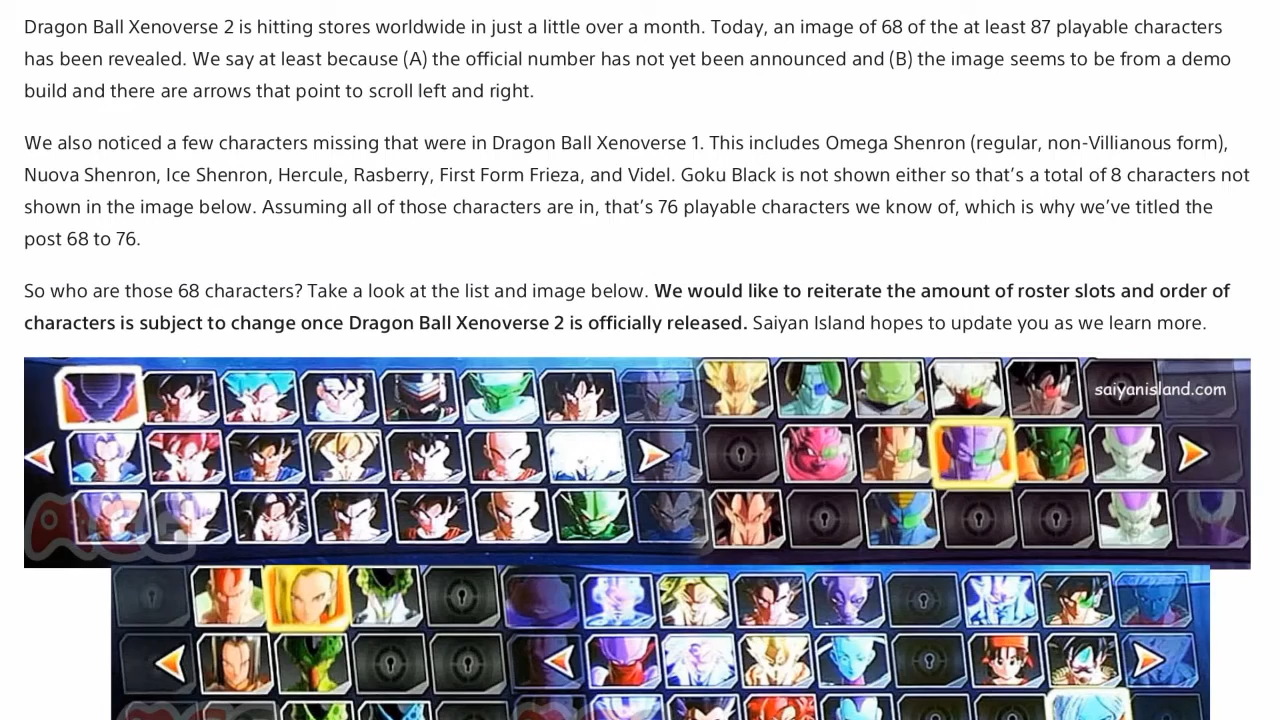 Dragon Ball Xenoverse 2 is hitting stores worldwide in just a little over a month. Today, an image of 68 of the at least 87 playable characters
has been revealed. We say at least because (A) the official number has not yet been announced and (B) the image seems to be from a demo
build and there are arrows that point to scroll left and right.
We also noticed a few characters missing that were in Dragon Ball Xenoverse 1. This includes Omega Shenron (regular, non-Villianous form),
Nuova Shenron, Ice Shenron, Hercule, Rasberry, First Form Frieza, and Videl. Goku Black is not shown either so that’s a total of 8 characters not
shown in the image below. Assuming all of those characters are in, that’s 76 playable characters we know of, which is why we’ve titled the
post 68 to 76.
So who are those 68 characters? Take a look at the list and image below. We would like to reiterate the amount of roster slots and order of
characters is subject to change once Dragon Ball Xenoverse 2 is officially released. Saiyan Island hopes to update you as we learn more.
saiyanisland.com